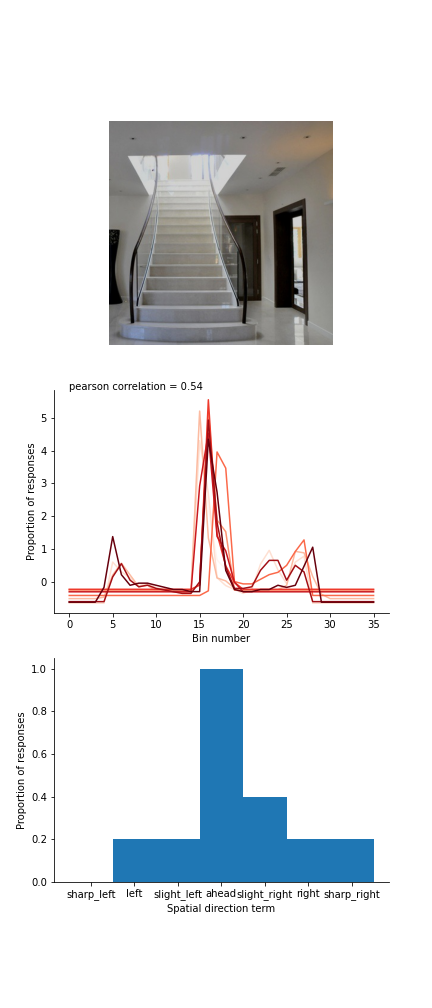 pearson correlation = 0.54
Proportion of responses
5
4
3
2
1
0
0 5 10 15 20 25 30 35
Bin number
Proportion of responses
1.0
0.8
0.6
0.4
0.2
0.0
sharp_left left slight_left ahead slight_right right sharp_right
Spatial direction term